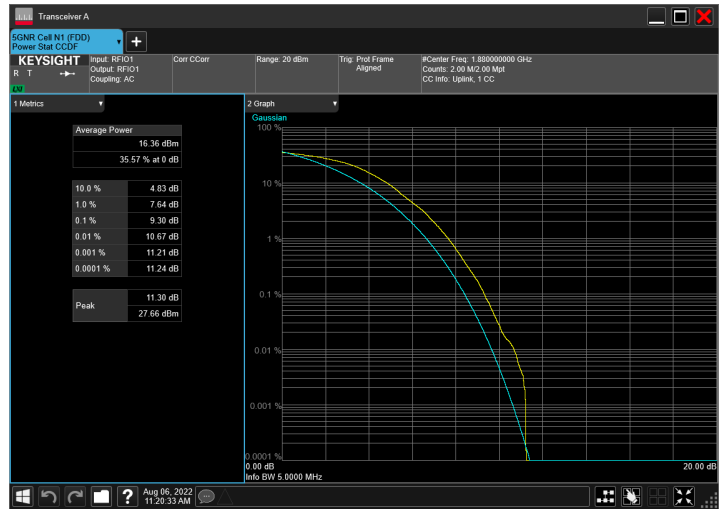 Transceiver A
5GNR Cell N1 (FDD)
Power Stat CCDF
KEYSIGHT
R T
LXI
Input: RFIO1
Output: RFIO1
Coupling: AC
Corr CCorr
Range: 20 dBm
Trig: Prot Frame
Aligned
#Center Freq: 1.880000000 GHz
Counts: 2.00 M/2.00 Mpt
CC Info: Uplink, 1 CC
1 Metrics
Average Power
16.36 dBm
35.57 % at 0 dB
10.0 % 4.83 dB
1.0 % 7.64 dB
0.1 % 9.30 dB
0.01 % 10.67 dB
0.001 % 11.21 dB
0.0001 % 11.24 dB
Peak 11.30 dB
27.66 dBm
2 Graph
Gaussian
100 %
10 %
1 %
0.1 %
0.01 %
0.001 %
0.0001 %
0.00 dB 20.00 dB
Info BW 5.0000 MHz
Aug 06, 2022
11:20:33 AM